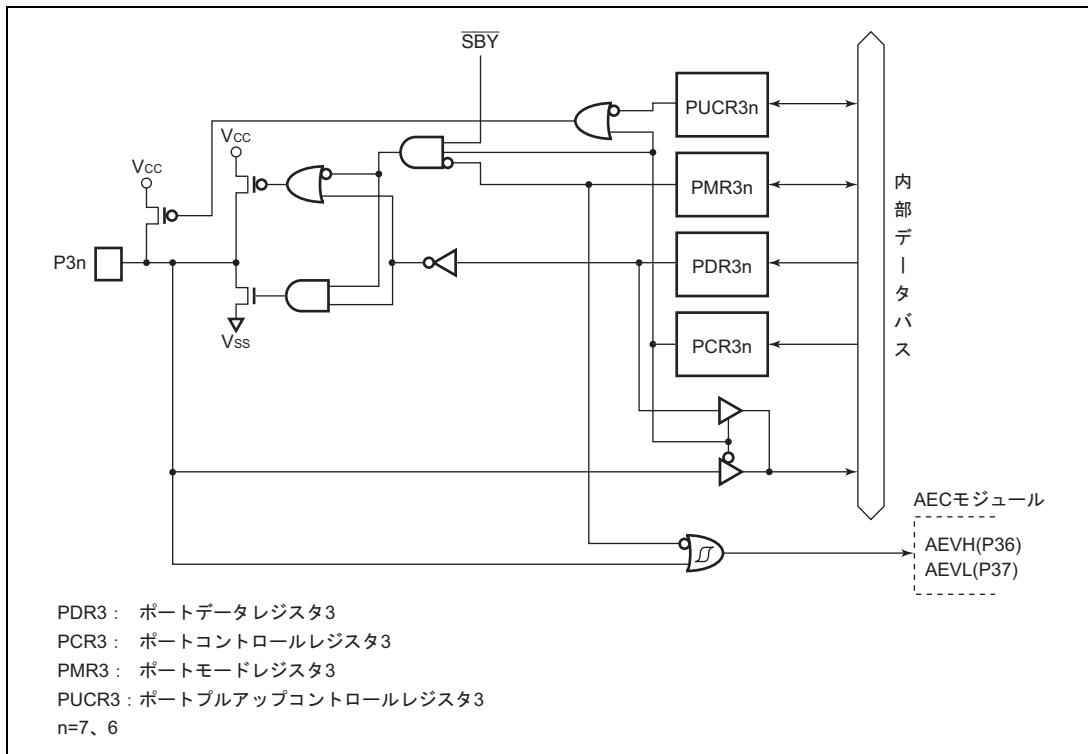 SBY
PUCR3n
VCC
VCC
PMR3n
P3n
PDR3n
VSS
PCR3n
内部データバス
AECモジュール
AEVH(P36)
AEVL(P37)
PDR3： ポートデータレジスタ3
PCR3： ポートコントロールレジスタ3
PMR3： ポートモードレジスタ3
PUCR3：ポートプルアップコントロールレジスタ3
n=7、6